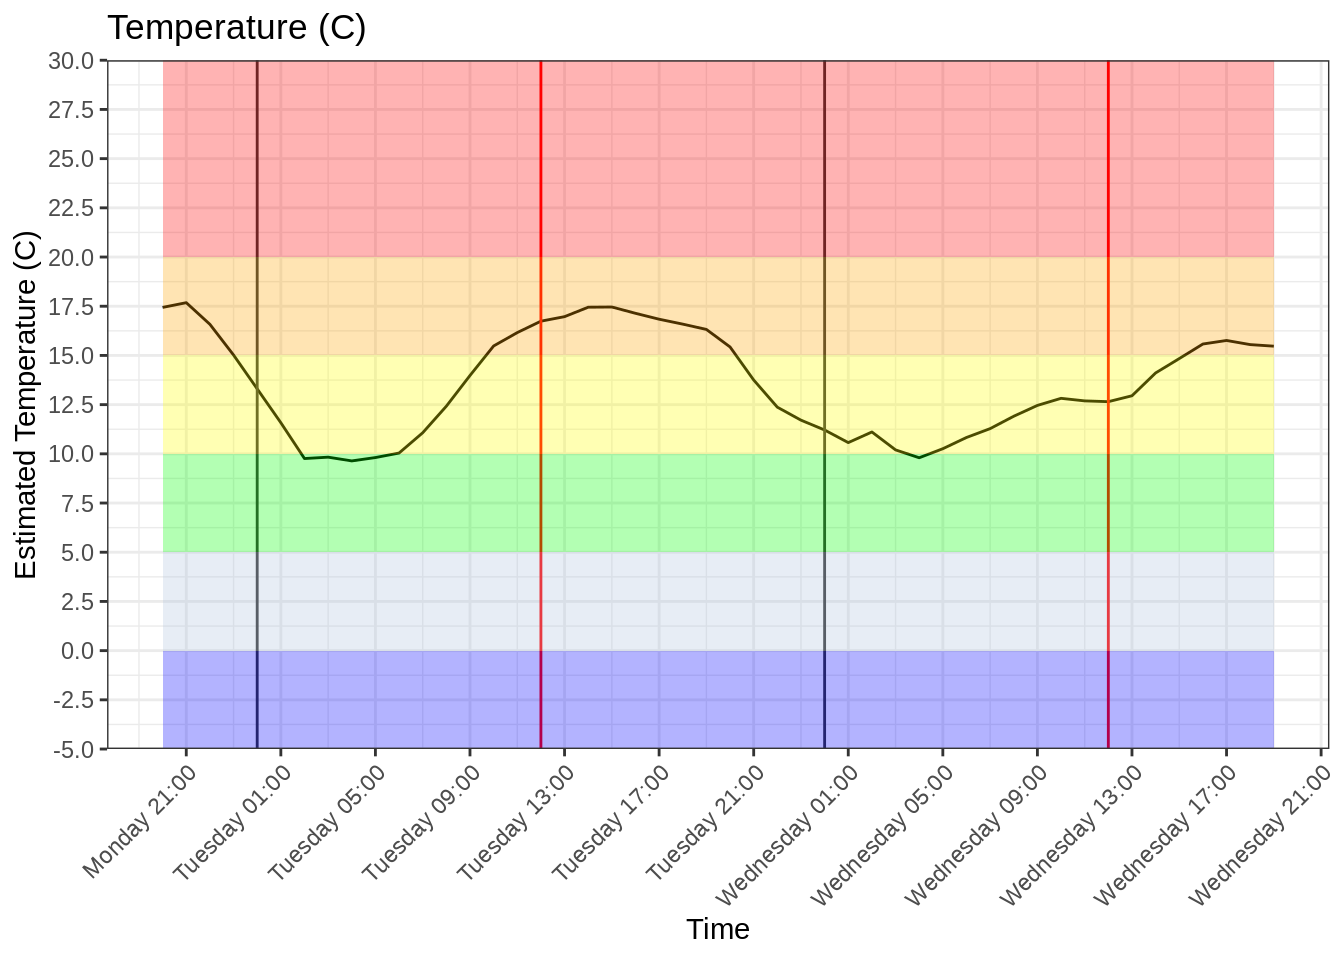 Temperature (C)
Estimated Temperature (C)
30.0
27.5
25.0
22.5
20.0
17.5
15.0
12.5
10.0
7.5
5.0
2.5
0.0
-2.5
-5.0
Monday 21:00
Tuesday 01:00
Tuesday 05:00
Tuesday 09:00
Tuesday 13:00
Tuesday 17:00
Tuesday 21:00
Wednesday 01:00
Wednesday 05:00
Wednesday 09:00
Wednesday 13:00
Wednesday 17:00
Wednesday 21:00
Time